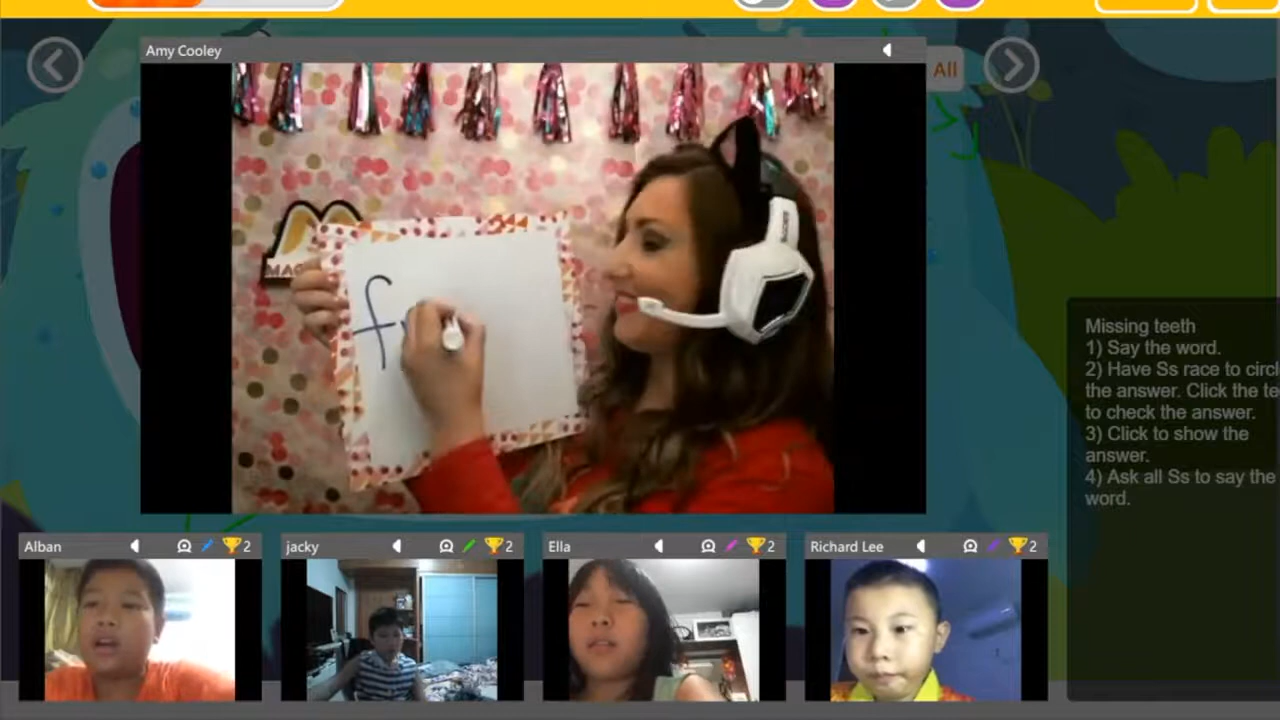 Amy Cooley
All
MAG
f
Missing teeth
1) Say the word.
2) Have Ss race to circl
the answer. Click the te
to check the answer.
3) Click to show the
answer.
4) Ask all Ss to say the
word.
Alban 2
jacky 2
Ella 2
Richard Lee 2